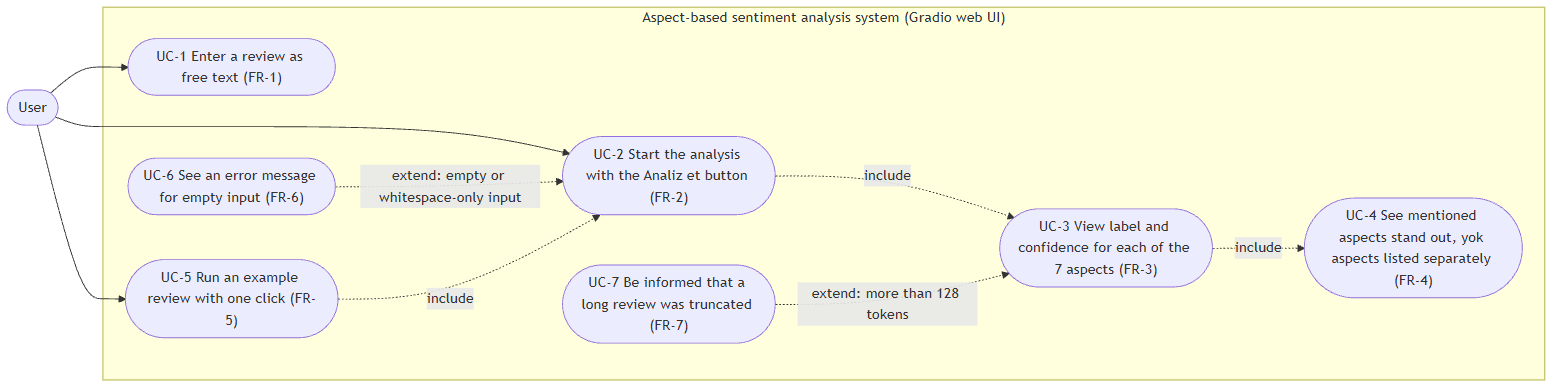 Aspect-based sentiment analysis system (Gradio web UI)
User
UC-1 Enter a review as
free text (FR-1)
UC-6 See an error message
for empty input (FR-6)
extend: empty or
whitespace-only input
UC-5 Run an example
review with one click (FR-
5)
include
UC-2 Start the analysis
with the Analiz et button
(FR-2)
include
UC-7 Be informed that a
long review was truncated
(FR-7)
extend: more than 128
tokens
UC-3 View label and
confidence for each of the
7 aspects (FR-3)
include
UC-4 See mentioned
aspects stand out, yok
aspects listed separately
(FR-4)